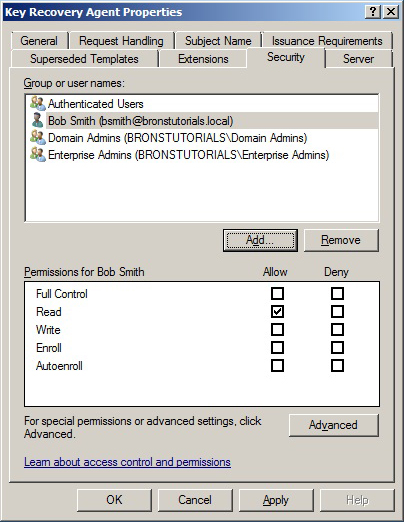 Key Recovery Agent Properties
General Request Handling Subject Name Issuance Requirements
Superseded Templates Extensions Security Server
Group or user names:
Authenticated Users
Bob Smith (bsmith@bronstutorials.local)
Domain Admins (BRONSTUTORIALS\Domain Admins)
Enterprise Admins (BRONSTUTORIALS\Enterprise Admins)
Add... Remove
Permissions for Bob Smith Allow Deny
Full Control
Read
Write
Enroll
Autoenroll
For special permissions or advanced settings, click
Advanced.
Advanced
Learn about access control and permissions
OK Cancel Apply Help